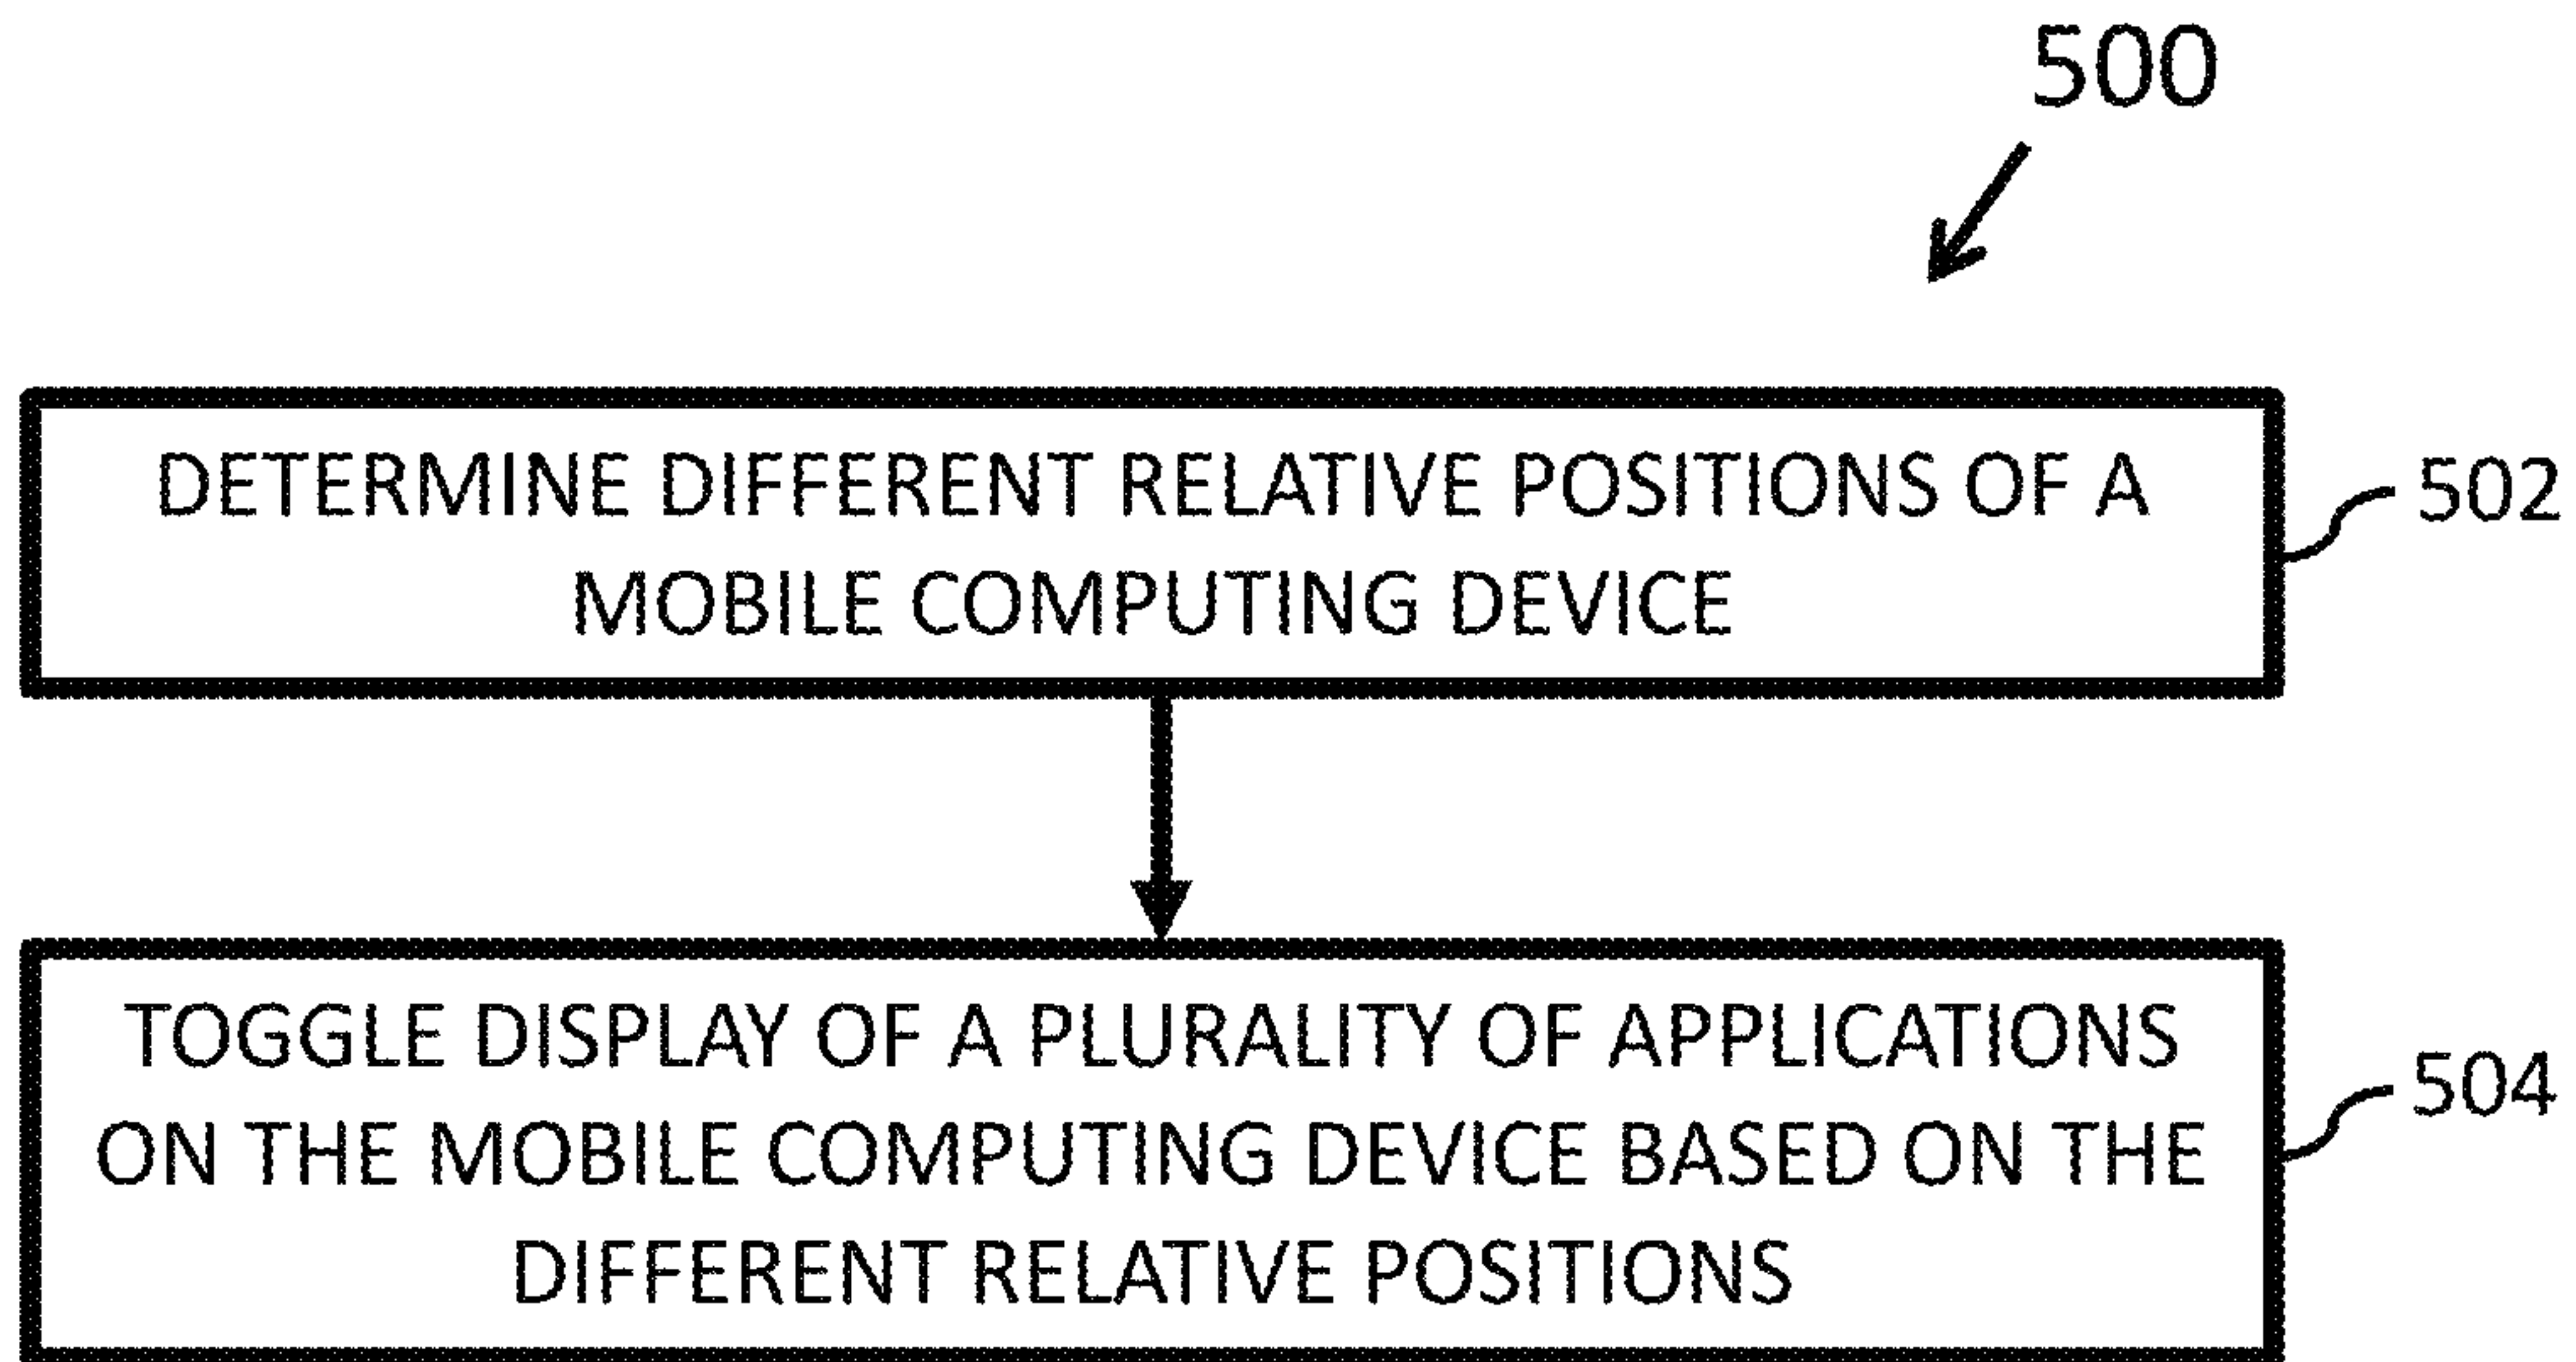 500
DETERMINE DIFFERENT RELATIVE POSITIONS OF A
MOBILE COMPUTING DEVICE
502
TOGGLE DISPLAY OF A PLURALITY OF APPLICATIONS
ON THE MOBILE COMPUTING DEVICE BASED ON THE
DIFFERENT RELATIVE POSITIONS
504